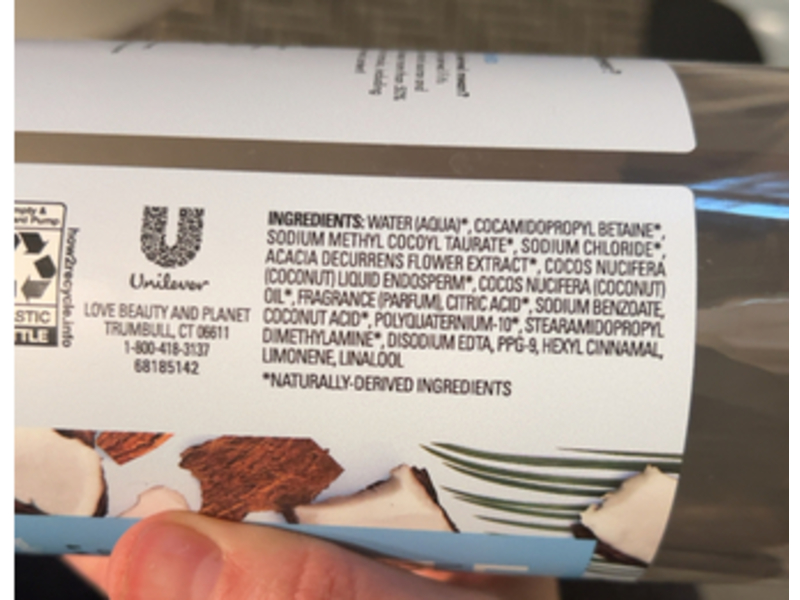 how2recycle.info
Unilever
LOVE BEAUTY AND PLANET
TRUMBULL, CT 06611
1-800-418-3137
68185142
INGREDIENTS: WATER (AQUA)*, COCAMIDOPROPYL BETAINE*,
SODIUM METHYL COCOYL TAURATE*, SODIUM CHLORIDE*,
ACACIA DECURRENS FLOWER EXTRACT*, COCOS NUCIFERA
(COCONUT) LIQUID ENDOSPERM*, COCOS NUCIFERA (COCONUT)
OIL*, FRAGRANCE (PARFUM), CITRIC ACID*, SODIUM BENZOATE,
COCONUT ACID*, POLYQUATERNIUM-10*, STEARAMIDOPROPYL
DIMETHYLAMINE*, DISODIUM EDTA, PPG-9, HEXYL CINNAMAL,
LIMONENE, LINALOOL
*NATURALLY-DERIVED INGREDIENTS